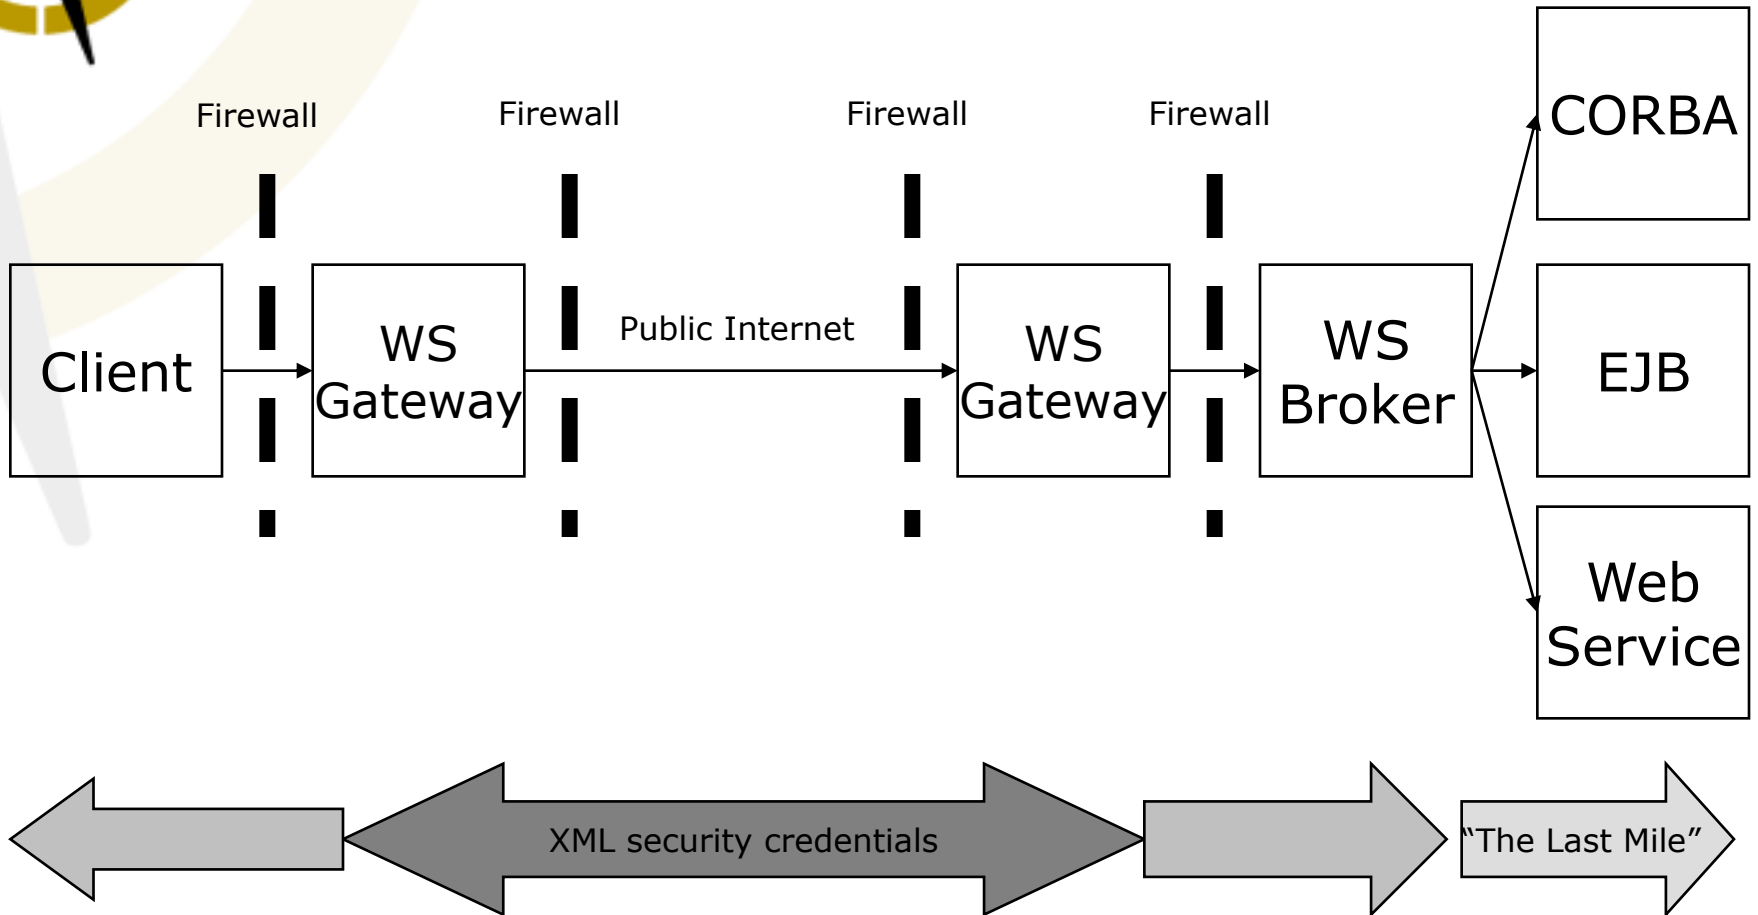 Firewall
Firewall
Firewall
Firewall
CORBA
Client
WS
Gateway
Public Internet
WS
Gateway
WS
Broker
EJB
Web
Service
XML security credentials
“The Last Mile”